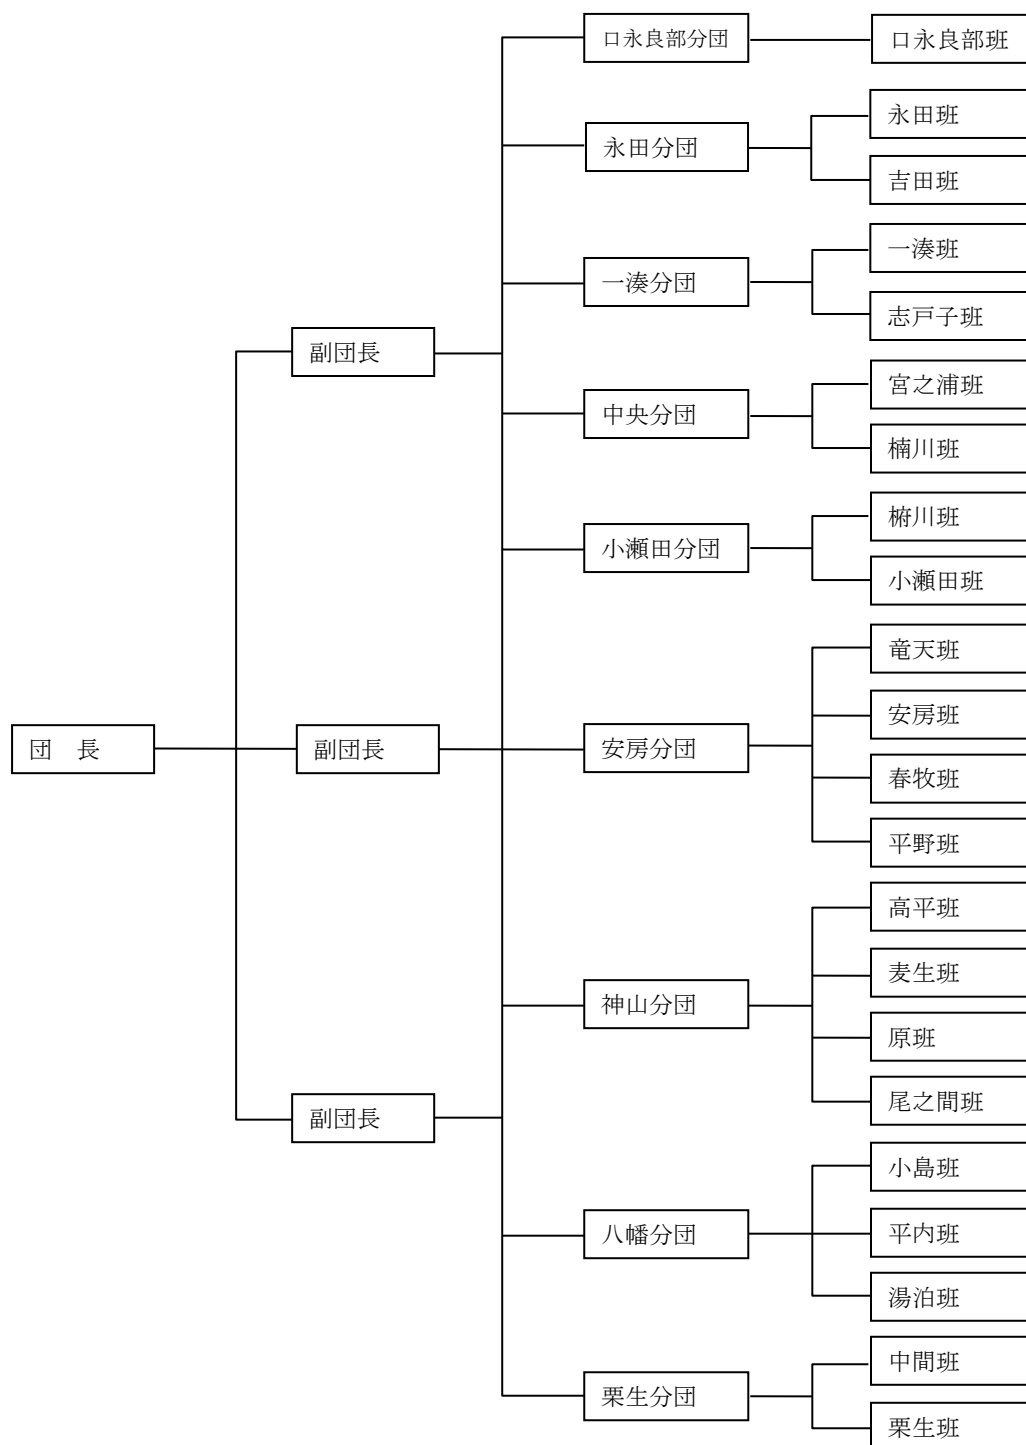 団　長
副団長
副団長
副団長
口永良部分団
口永良部班
永田分団
永田班
吉田班
一湊分団
一湊班
志戸子班
中央分団
宮之浦班
楠川班
小瀬田分団
椨川班
小瀬田班
安房分団
竜天班
安房班
春牧班
平野班
神山分団
高平班
麦生班
原班
尾之間班
八幡分団
小島班
平内班
湯泊班
栗生分団
中間班
栗生班